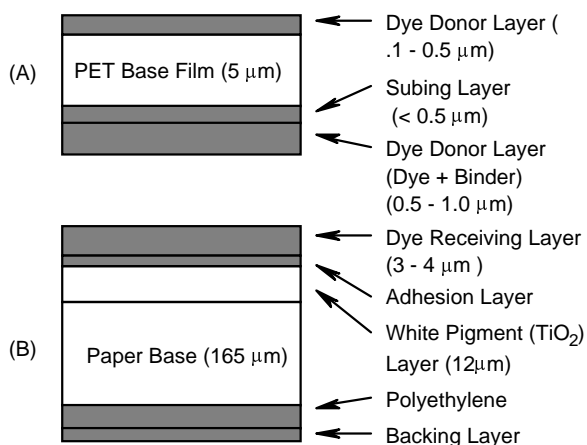 (A)
PET Base Film (5 μm)
Dye Donor Layer (
.1 - 0.5 μm)
Subing Layer
(< 0.5 μm)
Dye Donor Layer
(Dye + Binder)
(0.5 - 1.0 μm)
(B)
Paper Base (165 μm)
Dye Receiving Layer
(3 - 4 μm )
Adhesion Layer
White Pigment (TiO₂)
Layer (12μm)
Polyethylene
Backing Layer